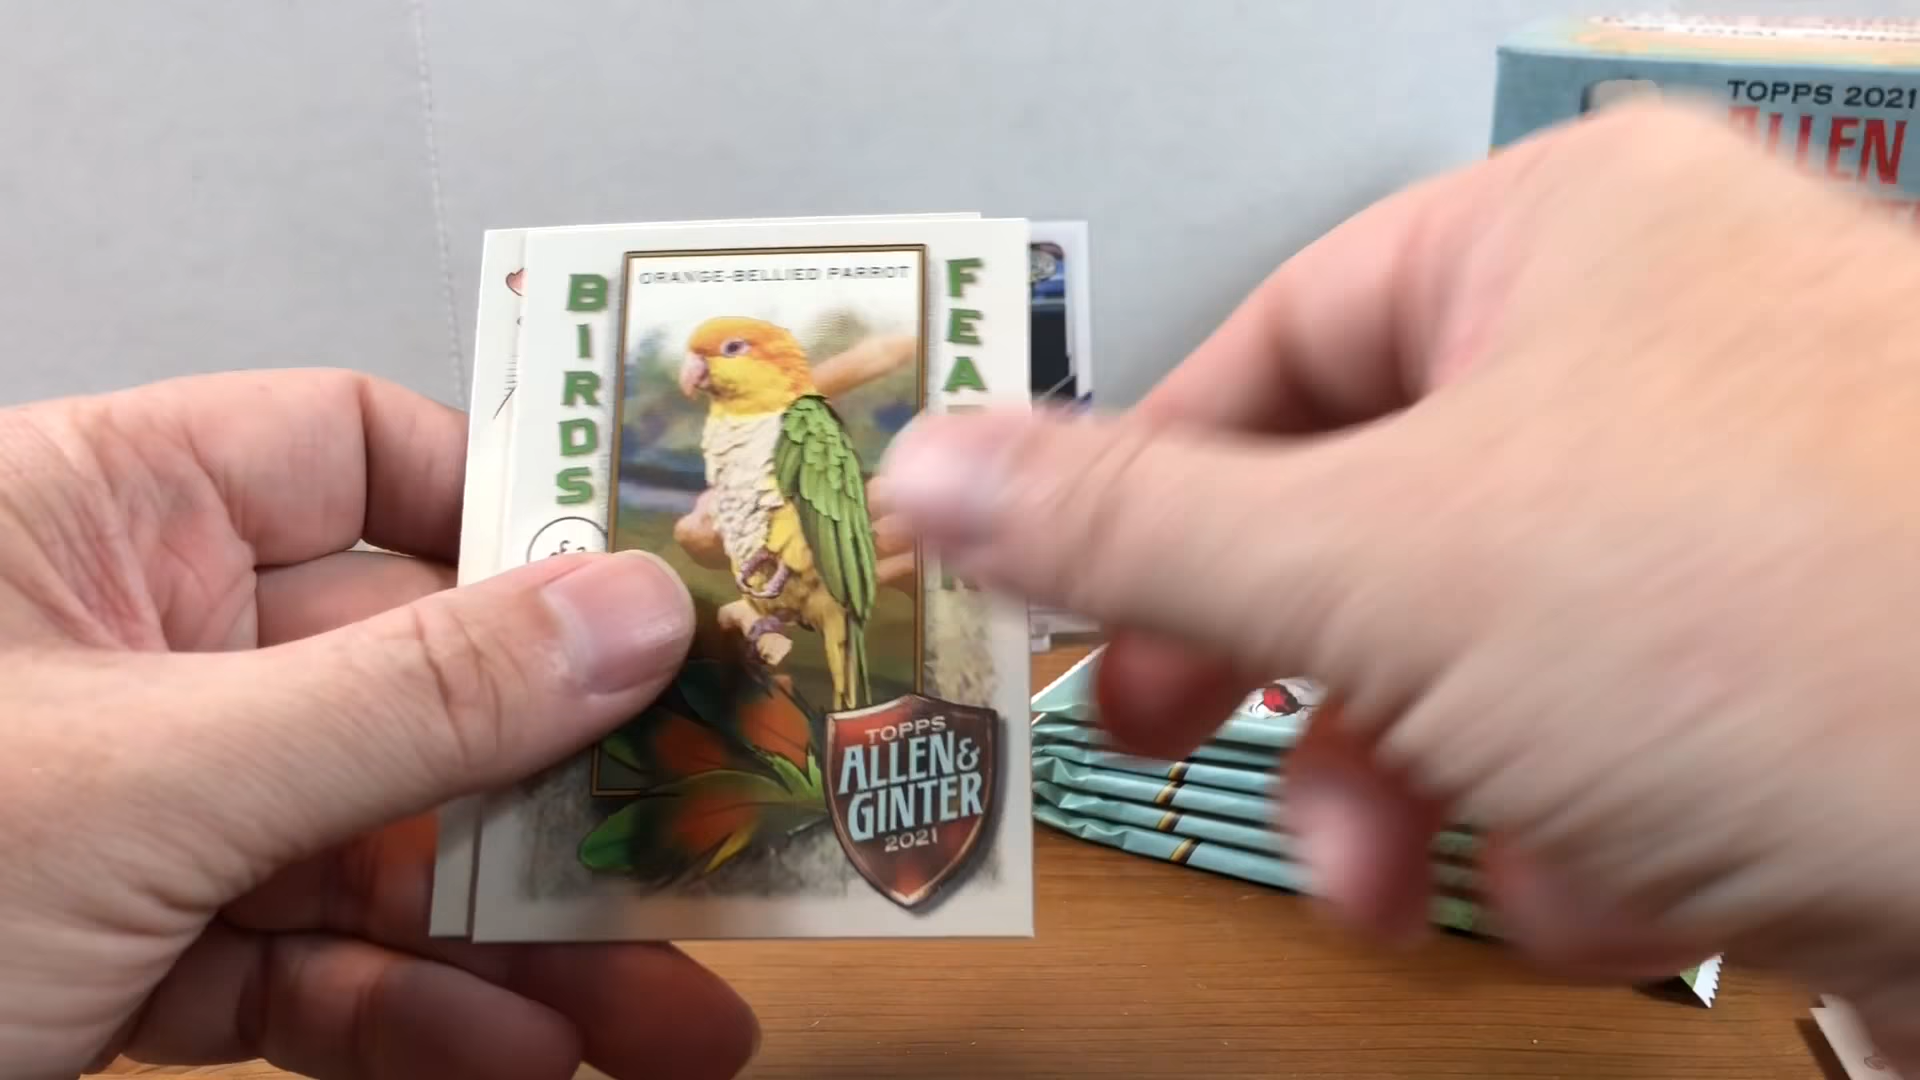 TOPPS 2021
ALLEN
ORANGE-BELLIED PARROT
BIRDS
FEA
TOPPS
ALLEN &
GINTER
2021